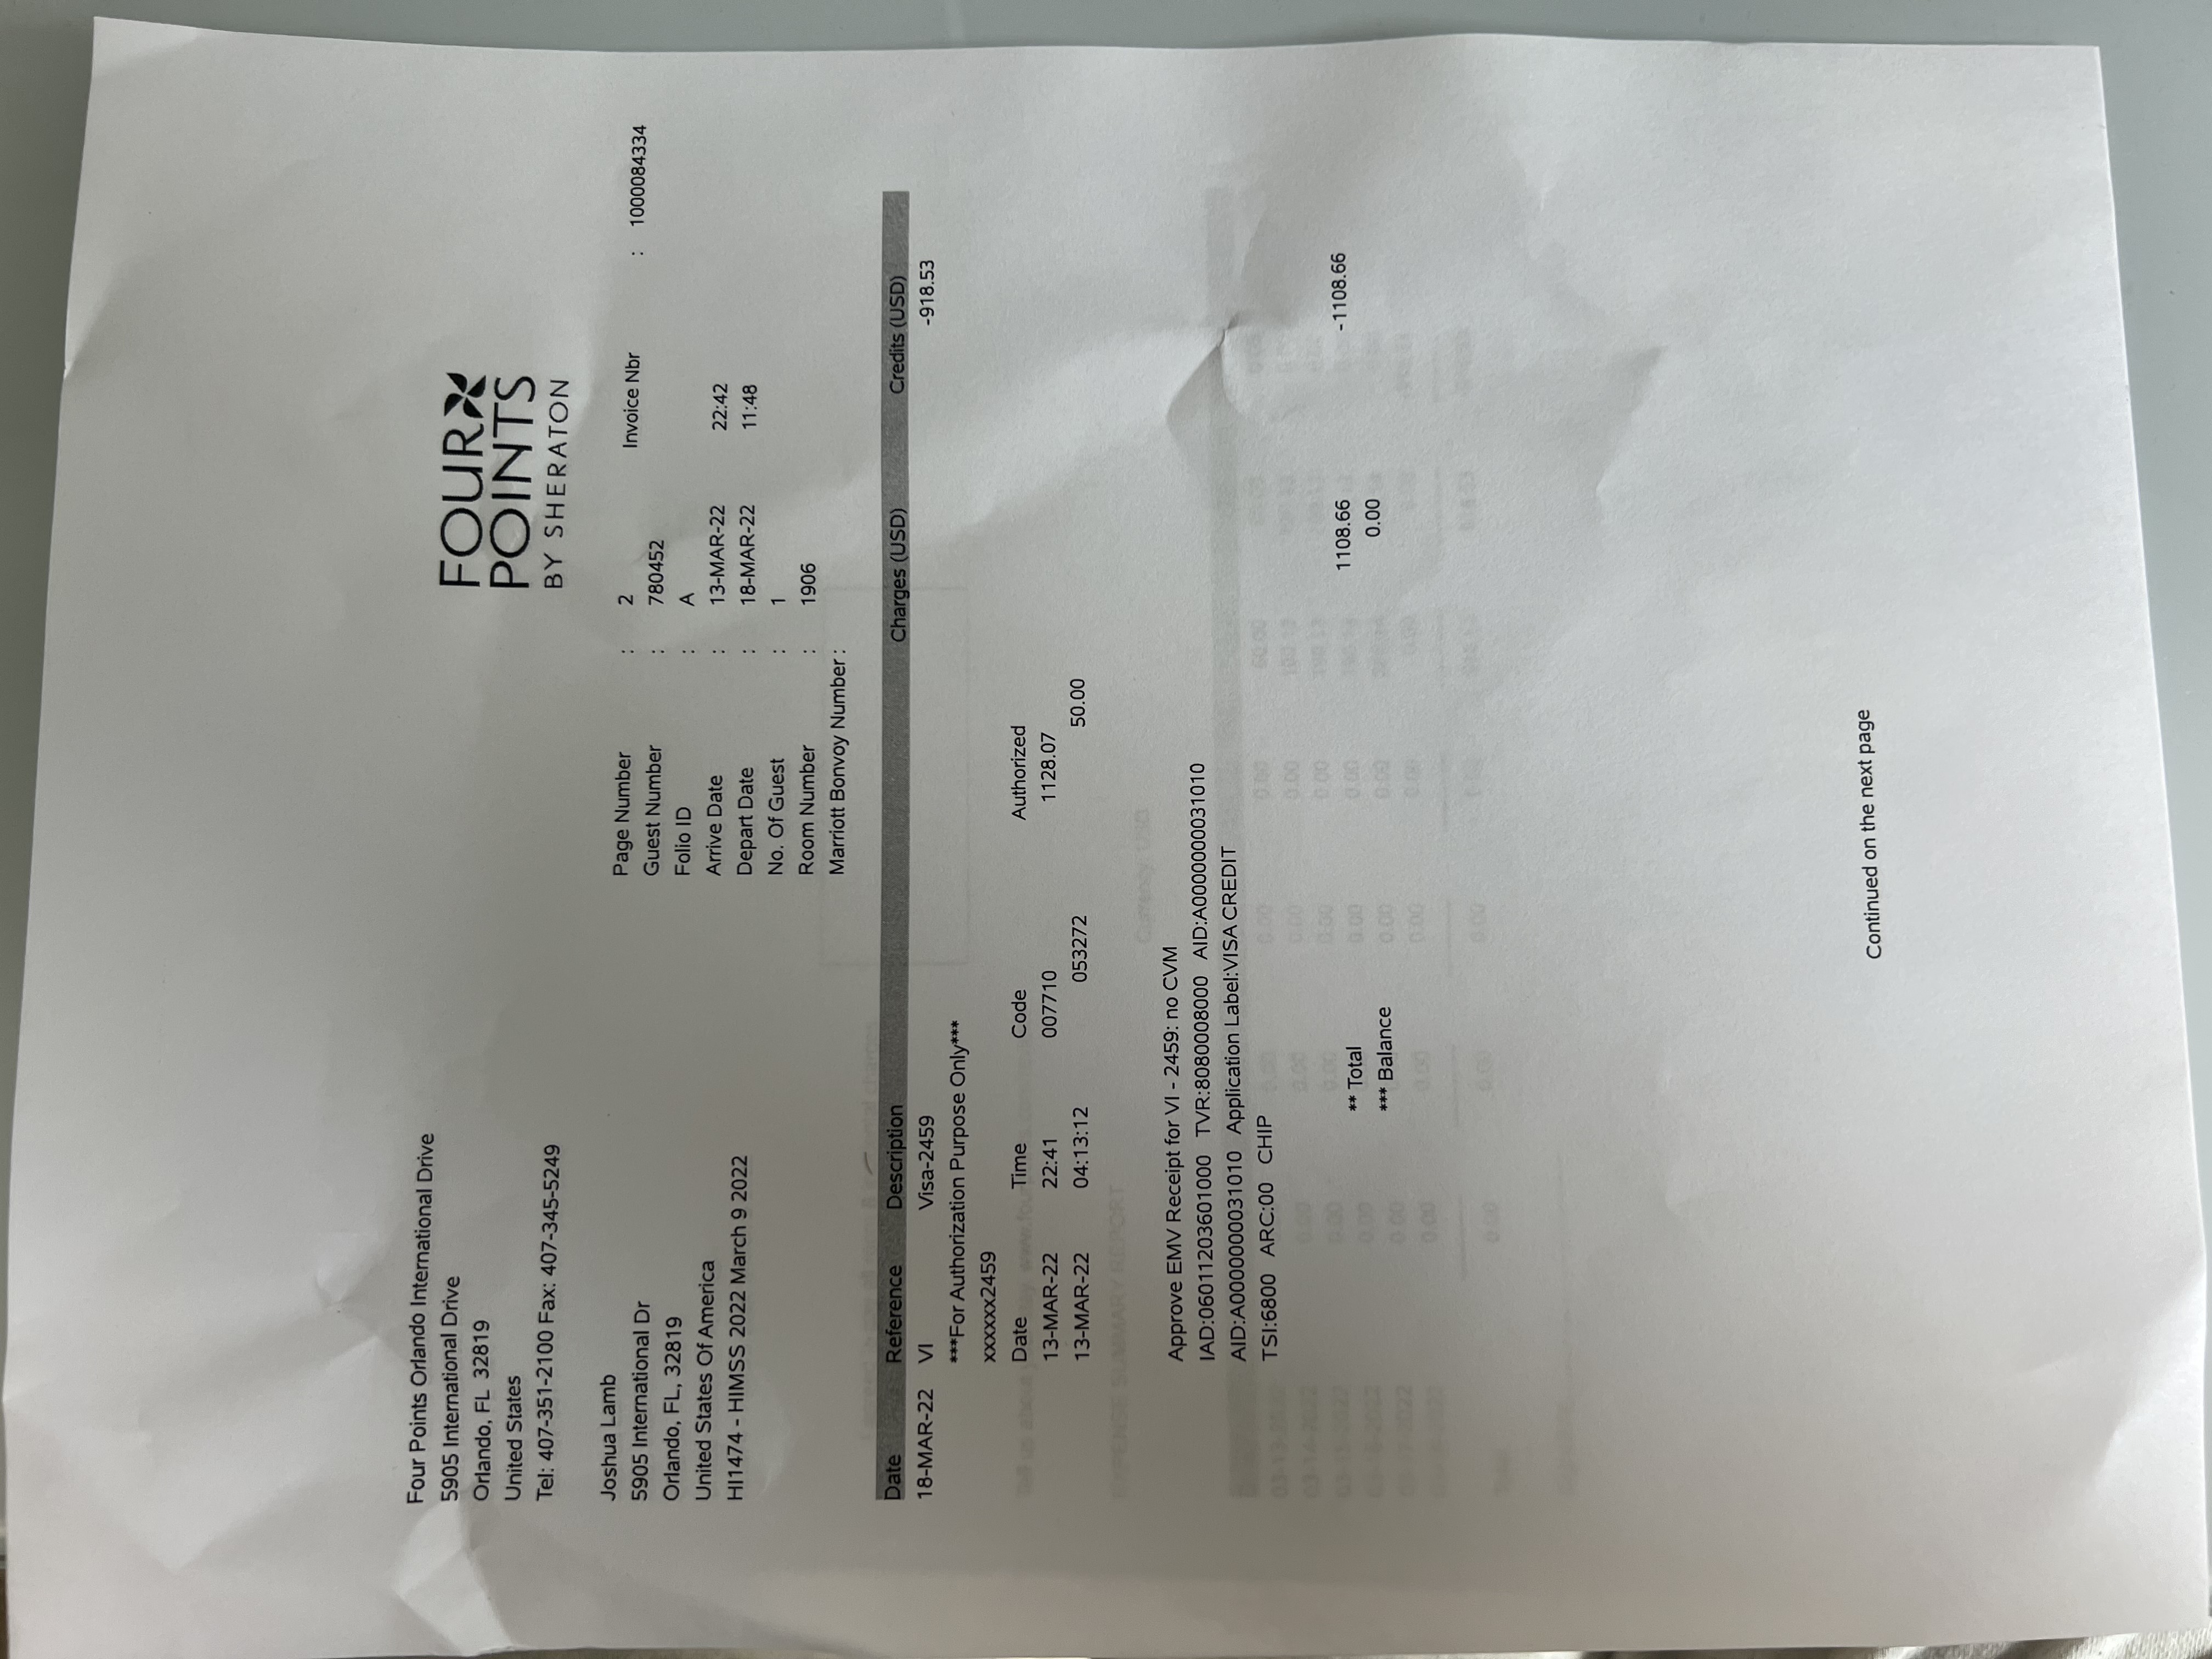 Four Points Orlando International Drive
5905 International Drive
Orlando, FL 32819
United States
Tel: 407-351-2100 Fax: 407-345-5249
FOUR
POINTS
BY SHERATON
Joshua Lamb
5905 International Dr
Orlando, FL, 32819
United States Of America
HI1474 - HIMSS 2022 March 9 2022
Page Number : 2 Invoice Nbr : 1000084334
Guest Number : 780452
Folio ID : A
Arrive Date : 13-MAR-22 22:42
Depart Date : 18-MAR-22 11:48
No. Of Guest : 1
Room Number : 1906
Marriott Bonvoy Number :
Date Reference Description Charges (USD) Credits (USD)
18-MAR-22 VI Visa-2459 -918.53
***For Authorization Purpose Only***
xxxxxx2459
Date Time Code Authorized
13-MAR-22 22:41 007710 1128.07
13-MAR-22 04:13:12 053272 50.00
EXPENSE SUMMARY REPORT
Currency: USD
Approve EMV Receipt for VI - 2459: no CVM
IAD:06011203601000 TVR:8080008000 AID:A0000000031010
AID:A0000000031010 Application Label:VISA CREDIT
TSI:6800 ARC:00 CHIP
** Total 1108.66 -1108.66
*** Balance 0.00
Continued on the next page